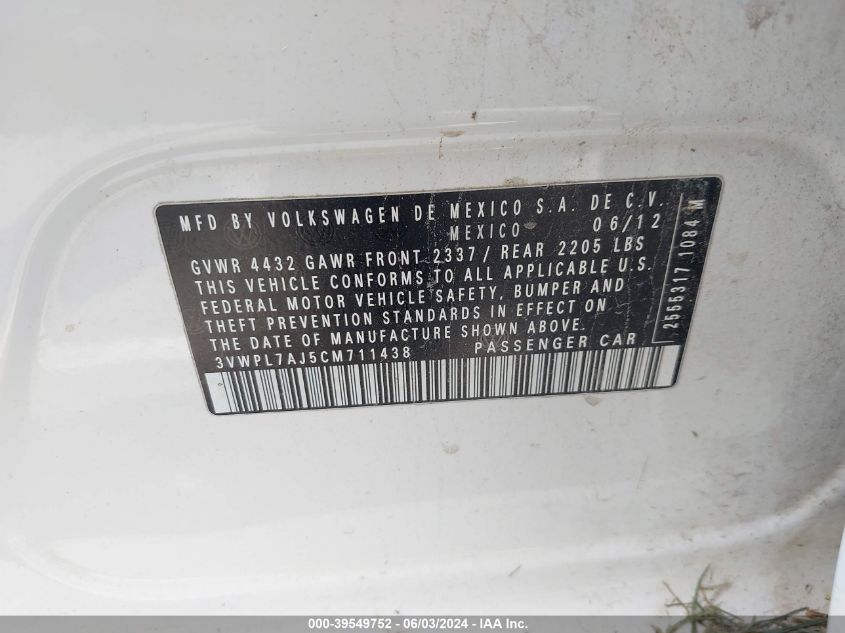 MFD BY VOLKSWAGEN DE MEXICO S.A. DE C.V.
MEXICO 06/12
GVWR 4432 GAWR FRONT 2337/ REAR 2205 LBS
THIS VEHICLE CONFORMS TO ALL APPLICABLE U.S.
FEDERAL MOTOR VEHICLE SAFETY, BUMPER AND
THEFT PREVENTION STANDARDS IN EFFECT ON
THE DATE OF MANUFACTURE SHOWN ABOVE.
3VWPL7AJ5CM711438 PASSENGER CAR
2555317 1084 M
000-39549752 - 06/03/2024 - IAA Inc.